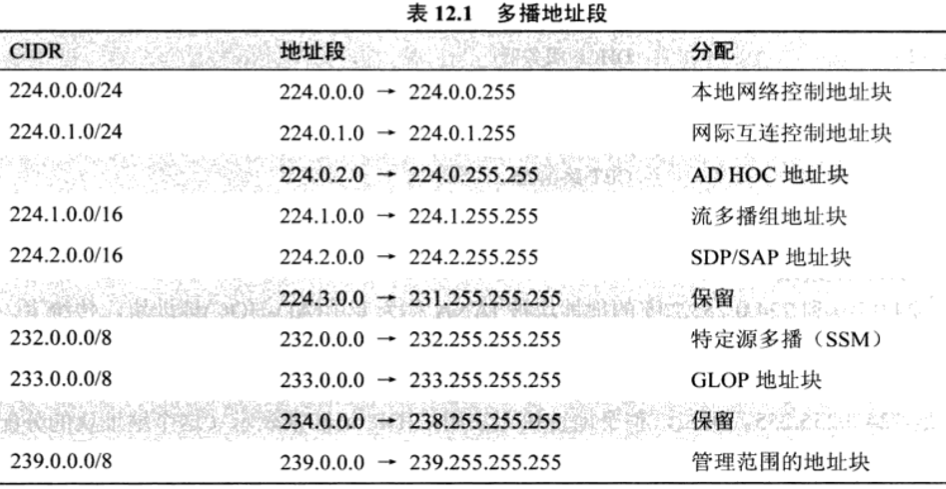 表 12.1 多播地址段
CIDR 地址段 分配
224.0.0.0/24 224.0.0.0 → 224.0.0.255 本地网络控制地址块
224.0.1.0/24 224.0.1.0 → 224.0.1.255 网际互连控制地址块
224.0.2.0 → 224.0.255.255 AD HOC 地址块
224.1.0.0/16 224.1.0.0 → 224.1.255.255 流多播组地址块
224.2.0.0/16 224.2.0.0 → 224.2.255.255 SDP/SAP 地址块
224.3.0.0 → 231.255.255.255 保留
232.0.0.0/8 232.0.0.0 → 232.255.255.255 特定源多播（SSM）
233.0.0.0/8 233.0.0.0 → 233.255.255.255 GLOP 地址块
234.0.0.0 → 238.255.255.255 保留
239.0.0.0/8 239.0.0.0 → 239.255.255.255 管理范围的地址块